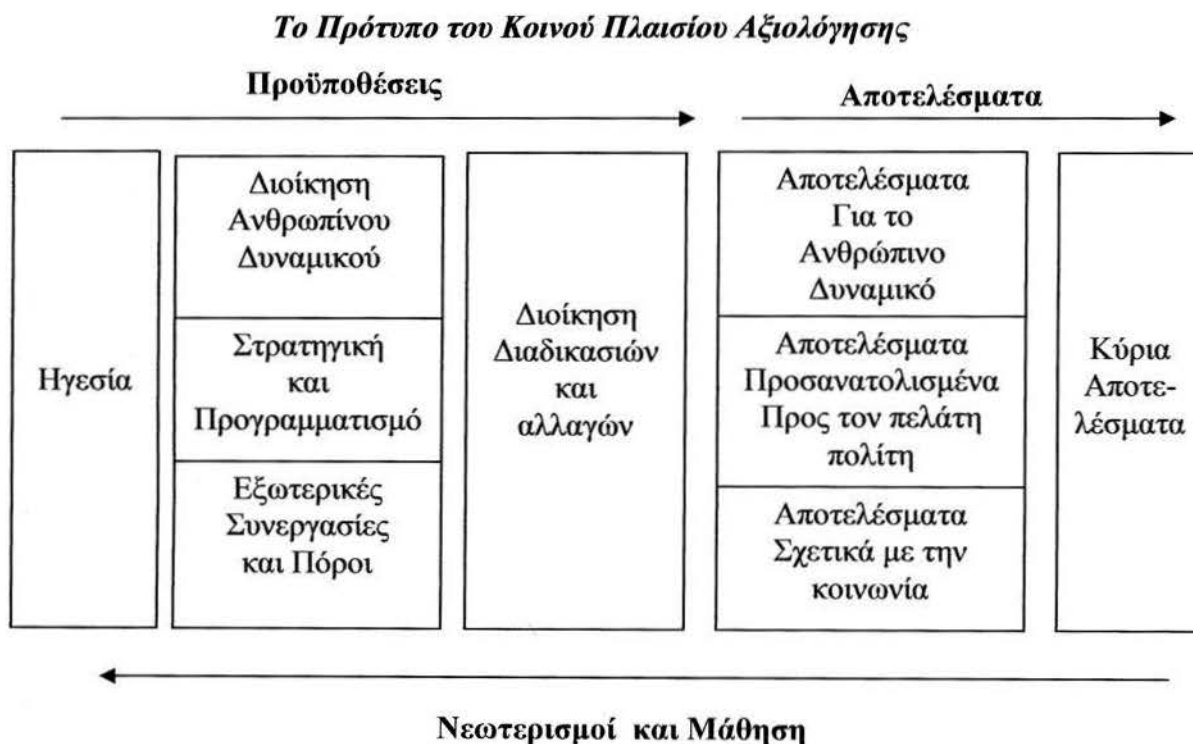 Το Πρότυπο του Κοινού Πλαισίου Αξιολόγησης
Προϋποθέσεις
Αποτελέσματα
Ηγεσία
Διοίκηση
Ανθρωπίνου
Δυναμικού
Στρατηγική
και
Προγραμματισμό
Εξωτερικές
Συνεργασίες
και Πόροι
Διοίκηση
Διαδικασιών
και
αλλαγών
Αποτελέσματα
Για το
Ανθρώπινο
Δυναμικό
Αποτελέσματα
Προσανατολισμένα
Προς τον πελάτη
πολίτη
Αποτελέσματα
Σχετικά με την
κοινωνία
Κύρια
Αποτε-
λέσματα
Νεωτερισμοί και Μάθηση